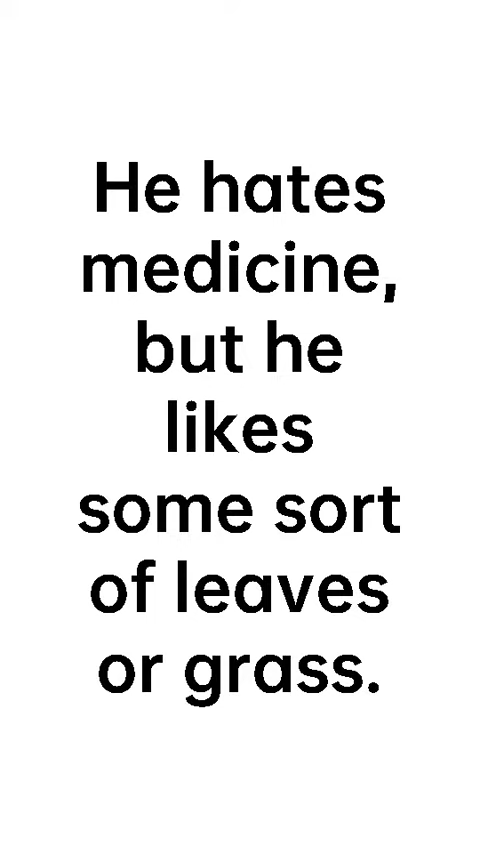 He hates
medicine,
but he
likes
some sort
of leaves
or grass.